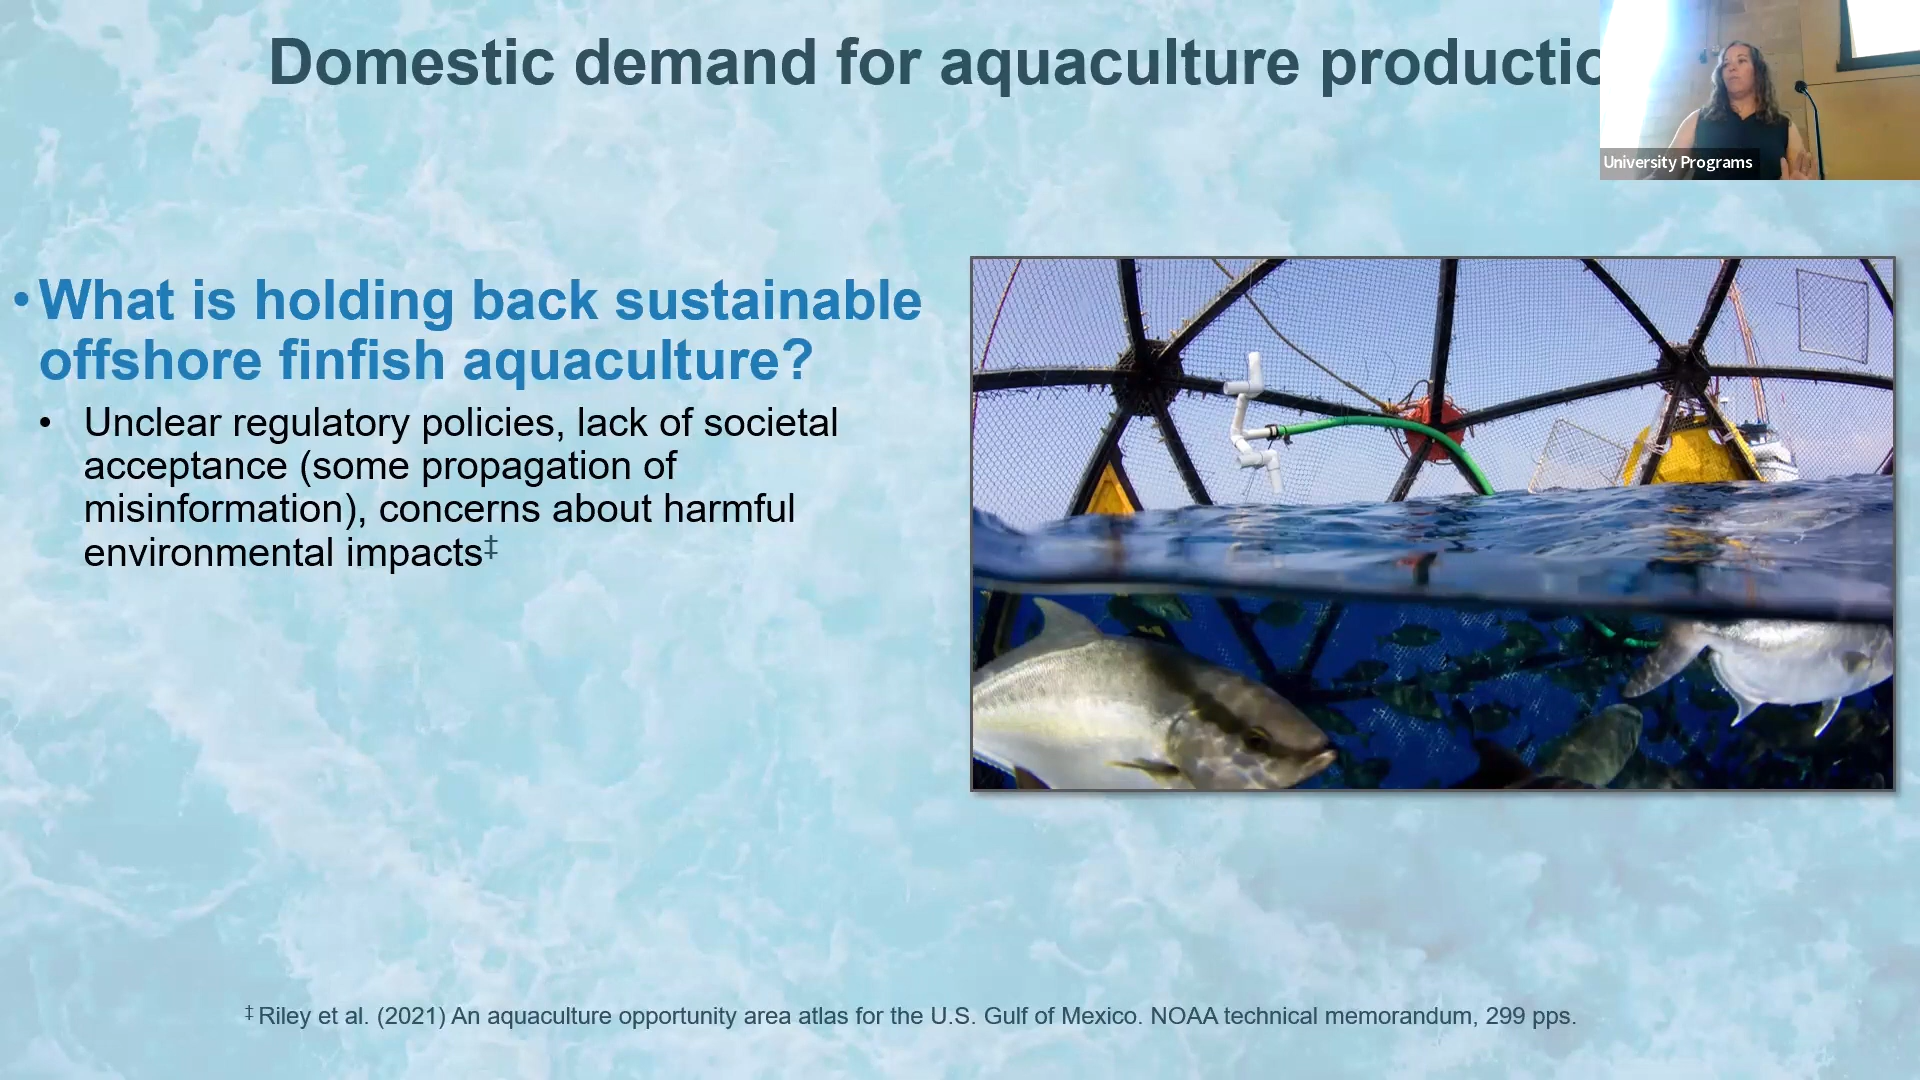 Domestic demand for aquaculture productio
University Programs
• What is holding back sustainable
offshore finfish aquaculture?
• Unclear regulatory policies, lack of societal
acceptance (some propagation of
misinformation), concerns about harmful
environmental impacts‡
‡ Riley et al. (2021) An aquaculture opportunity area atlas for the U.S. Gulf of Mexico. NOAA technical memorandum, 299 pps.